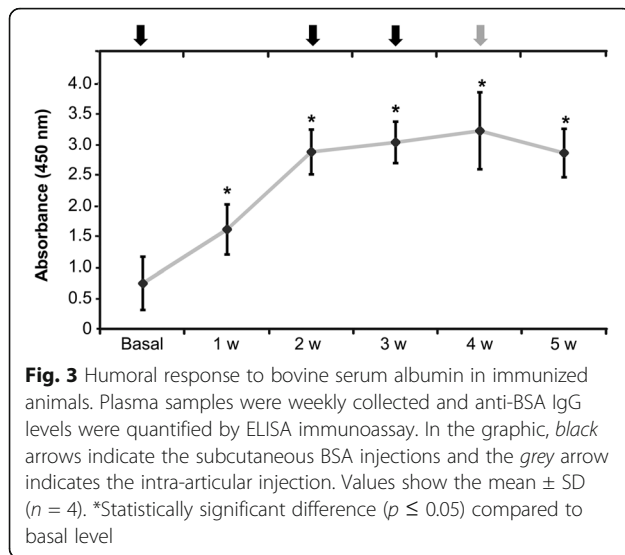 4.0
3.5
3.0
2.5
2.0
1.5
1.0
0.5
0
Absorbance (450 nm)
*
*
*
*
*
Basal 1 w 2 w 3 w 4 w 5 w
Fig. 3 Humoral response to bovine serum albumin in immunized
animals. Plasma samples were weekly collected and anti-BSA IgG
levels were quantified by ELISA immunoassay. In the graphic, black
arrows indicate the subcutaneous BSA injections and the grey arrow
indicates the intra-articular injection. Values show the mean ± SD
(n = 4). *Statistically significant difference (p ≤ 0.05) compared to
basal level